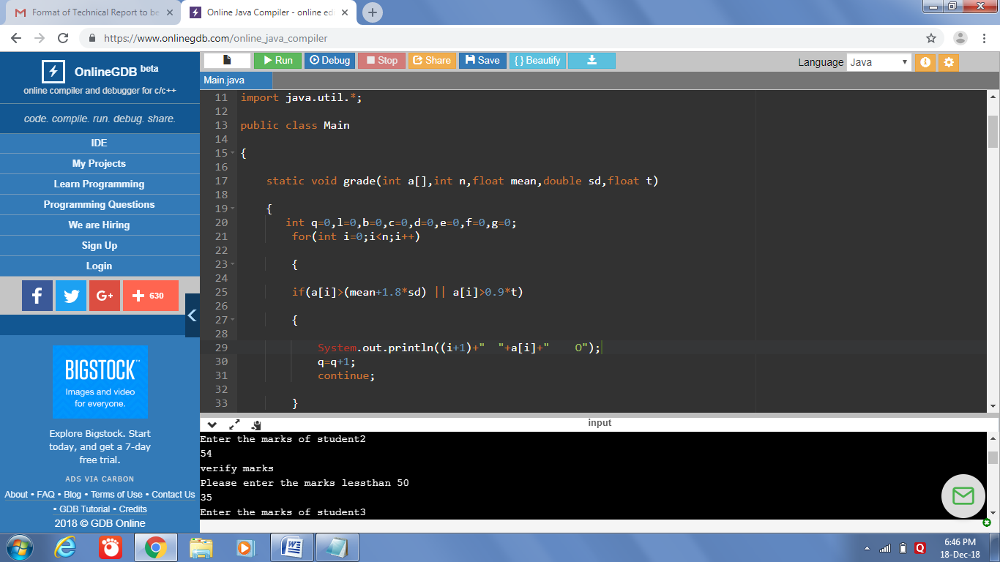 Format of Technical Report to be
Online Java Compiler - online edi
https://www.onlinegdb.com/online_java_compiler
OnlineGDB beta
online compiler and debugger for c/c++
code. compile. run. debug. share.
IDE
My Projects
Learn Programming
Programming Questions
We are Hiring
Sign Up
Login
f
G+
630
BIGSTOCK™
Images and video
for everyone.
Explore Bigstock. Start
today, and get a 7-day
free trial.
ADS VIA CARBON
About • FAQ • Blog • Terms of Use • Contact Us
• GDB Tutorial • Credits
2018 © GDB Online
Run Debug Stop Share Save { } Beautify
Language Java
Main.java
11 import java.util.*;
12
13 public class Main
14
15 {
16
17 static void grade(int a[],int n,float mean,double sd,float t)
18
19 {
20 int q=0,l=0,b=0,c=0,d=0,e=0,f=0,g=0;
21 for(int i=0;i<n;i++)
22
23 {
24
25 if(a[i]>(mean+1.8*sd) || a[i]>0.9*t)
26
27 {
28
29 System.out.println((i+1)+"  "+a[i]+"    O");
30 q=q+1;
31 continue;
32
33 }
input
Enter the marks of student2
54
verify marks
Please enter the marks lessthan 50
35
Enter the marks of student3
6:46 PM
18-Dec-18